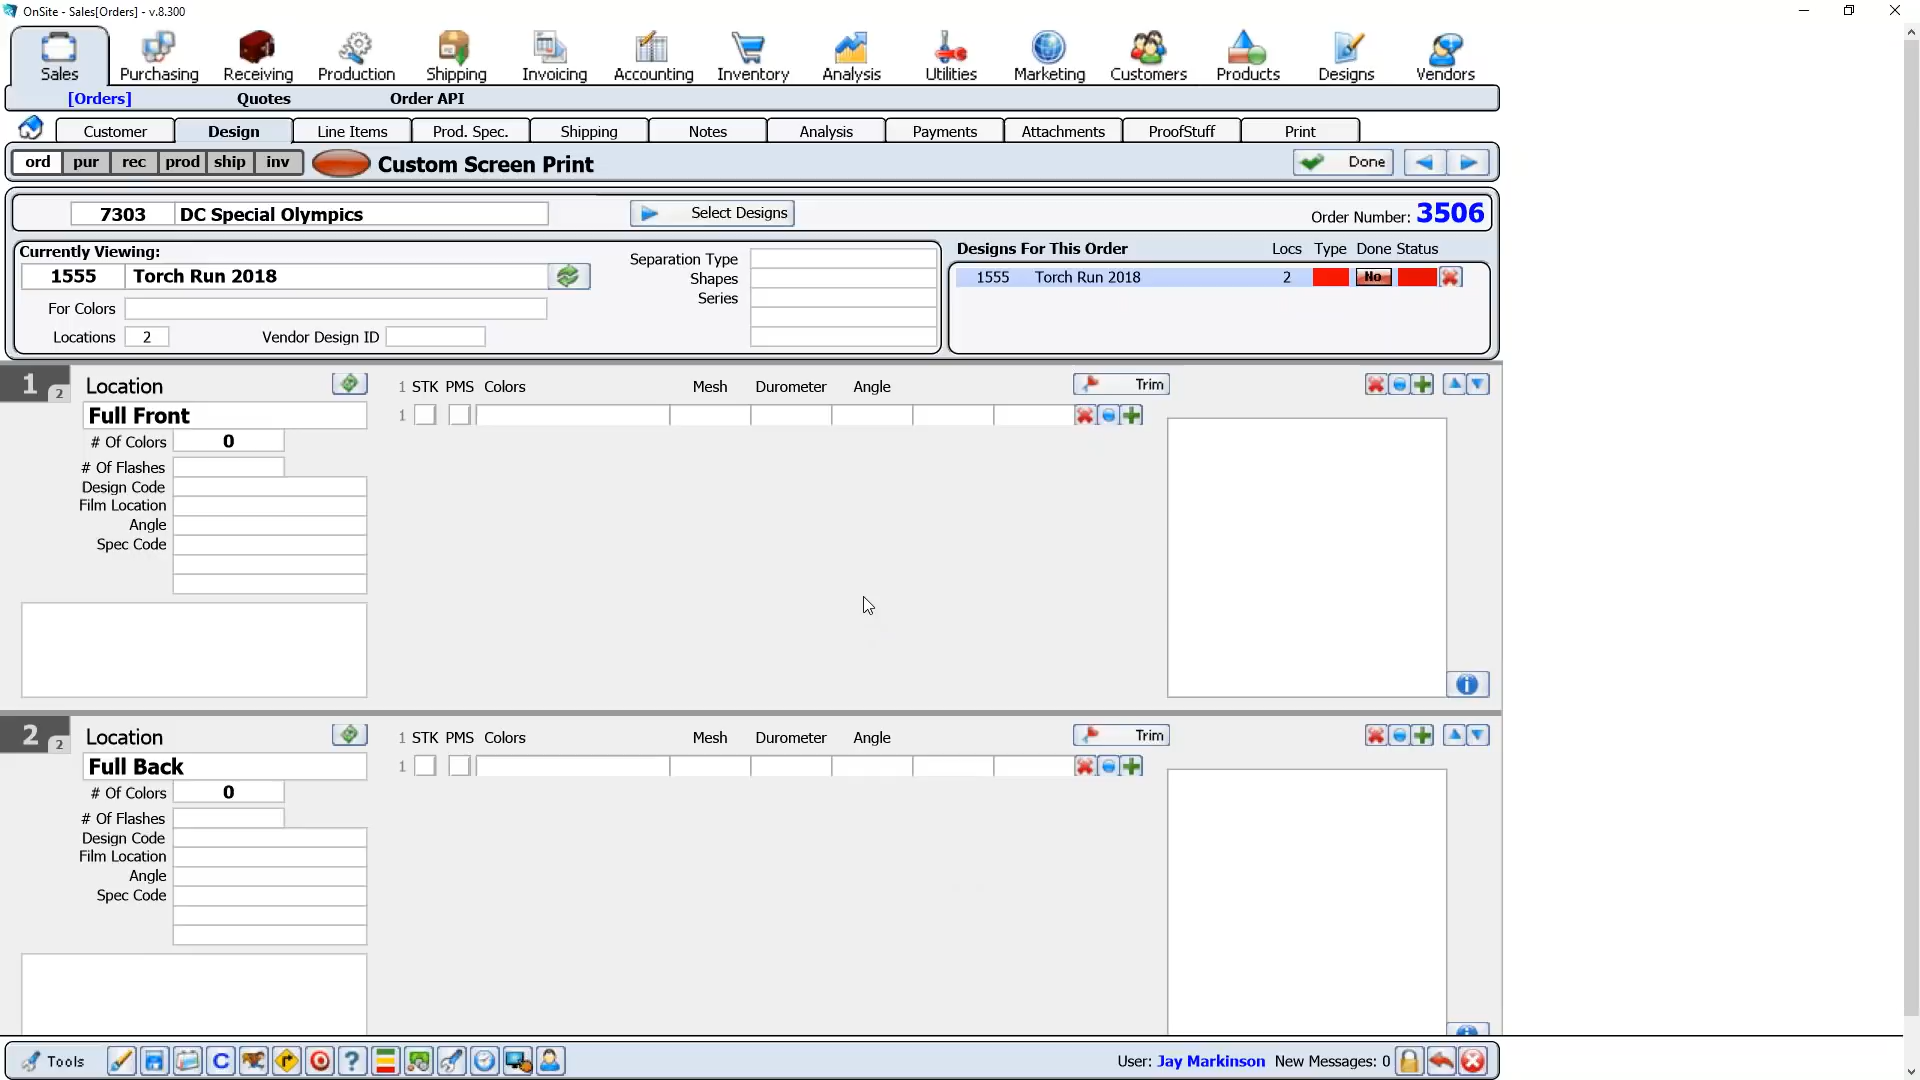 OnSite - Sales[Orders] - v.8.300
Sales Purchasing Receiving Production Shipping Invoicing Accounting Inventory Analysis Utilities Marketing Customers Products Designs Vendors
[Orders] Quotes Order API
Customer Design Line Items Prod. Spec. Shipping Notes Analysis Payments Attachments ProofStuff Print
ord pur rec prod ship inv Custom Screen Print Done
7303 DC Special Olympics Select Designs Order Number: 3506
Currently Viewing:
1555 Torch Run 2018
For Colors
Locations 2 Vendor Design ID
Separation Type
Shapes
Series
Designs For This Order Locs Type Done Status
1555 Torch Run 2018 2 No
1 2 Location 1 STK PMS Colors Mesh Durometer Angle Trim
Full Front 1
# Of Colors 0
# Of Flashes
Design Code
Film Location
Angle
Spec Code
2 2 Location 1 STK PMS Colors Mesh Durometer Angle Trim
Full Back 1
# Of Colors 0
# Of Flashes
Design Code
Film Location
Angle
Spec Code
Tools C ? User: Jay Markinson New Messages: 0